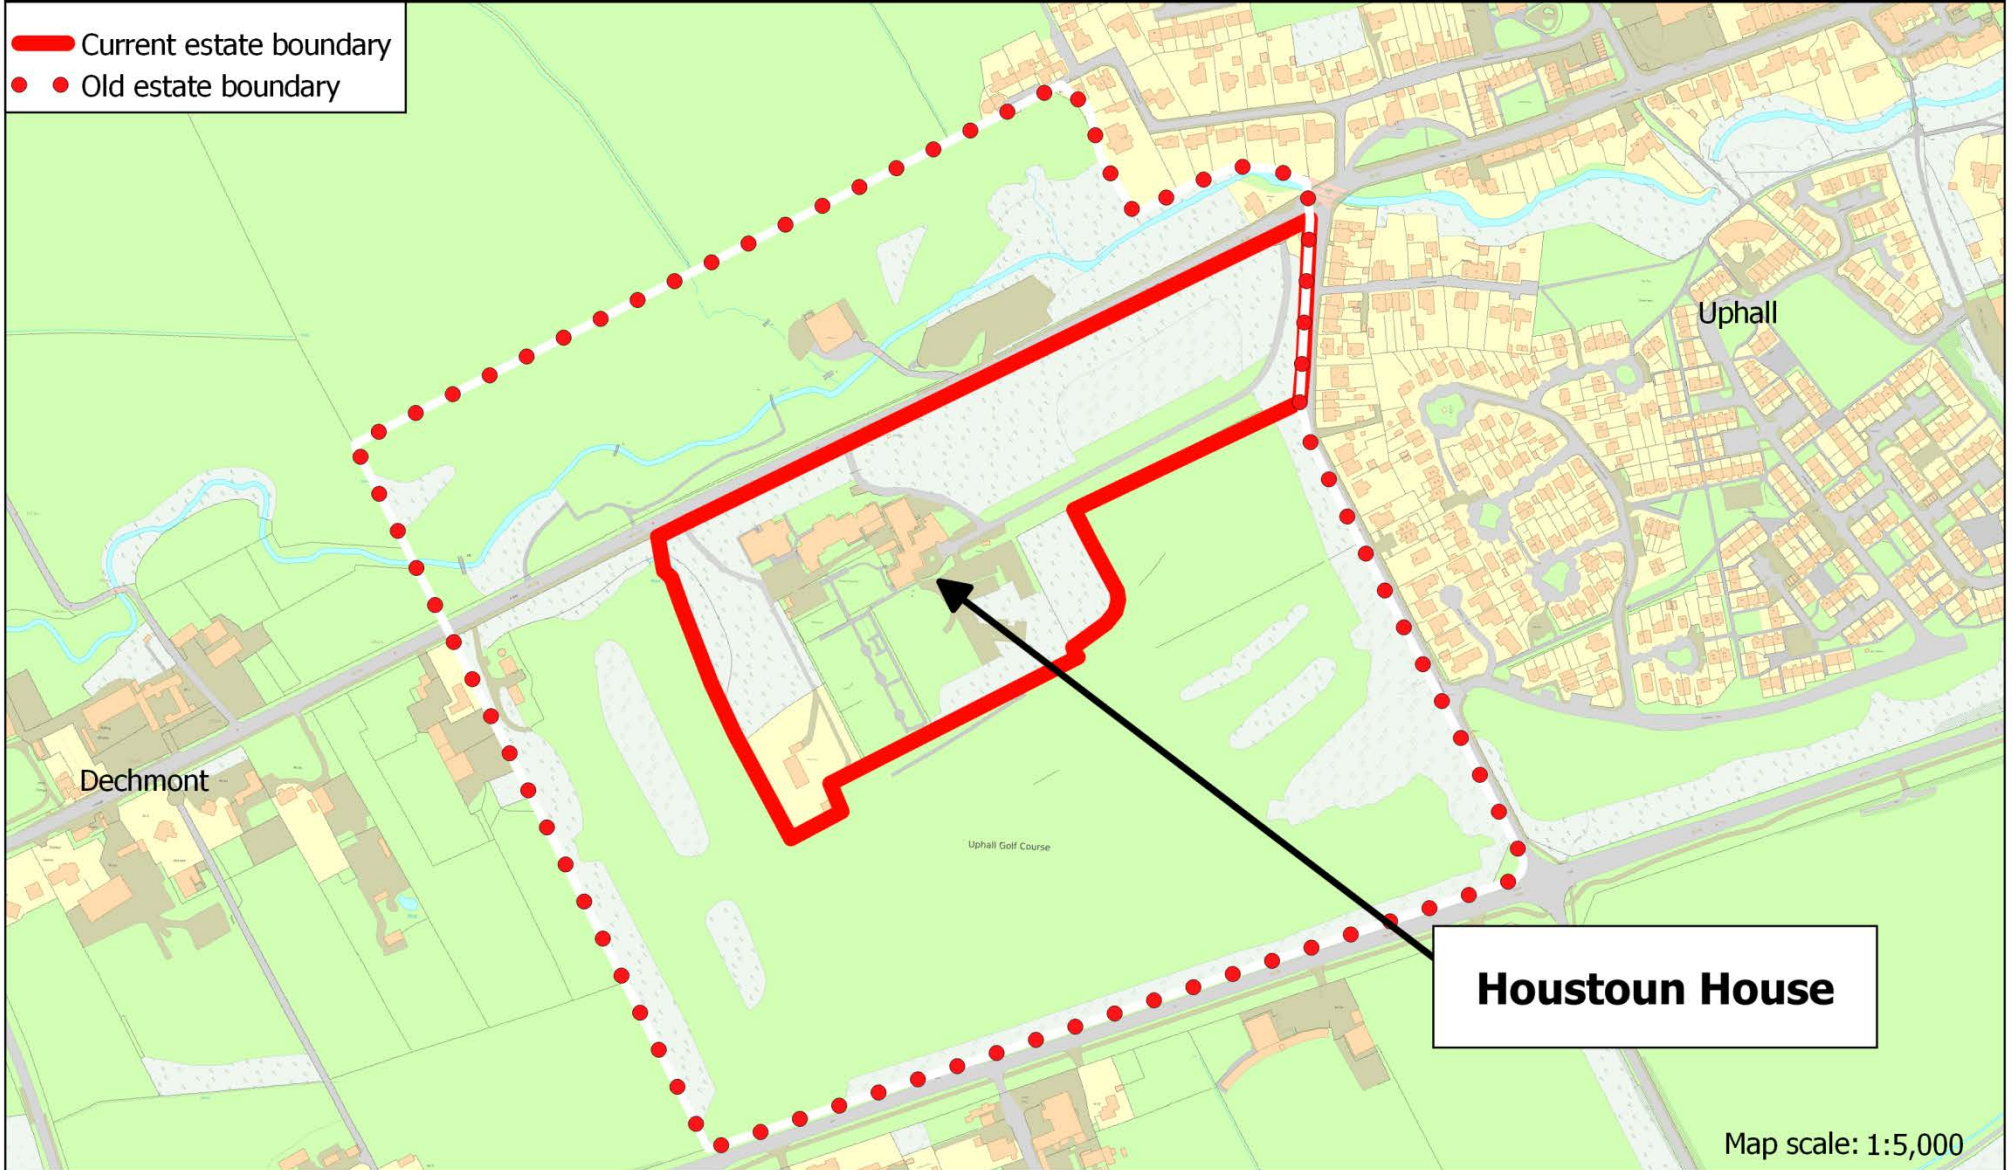 Current estate boundary
Old estate boundary
Uphall
Dechmont
Uphall Golf Course
Houstoun House
Map scale: 1:5,000